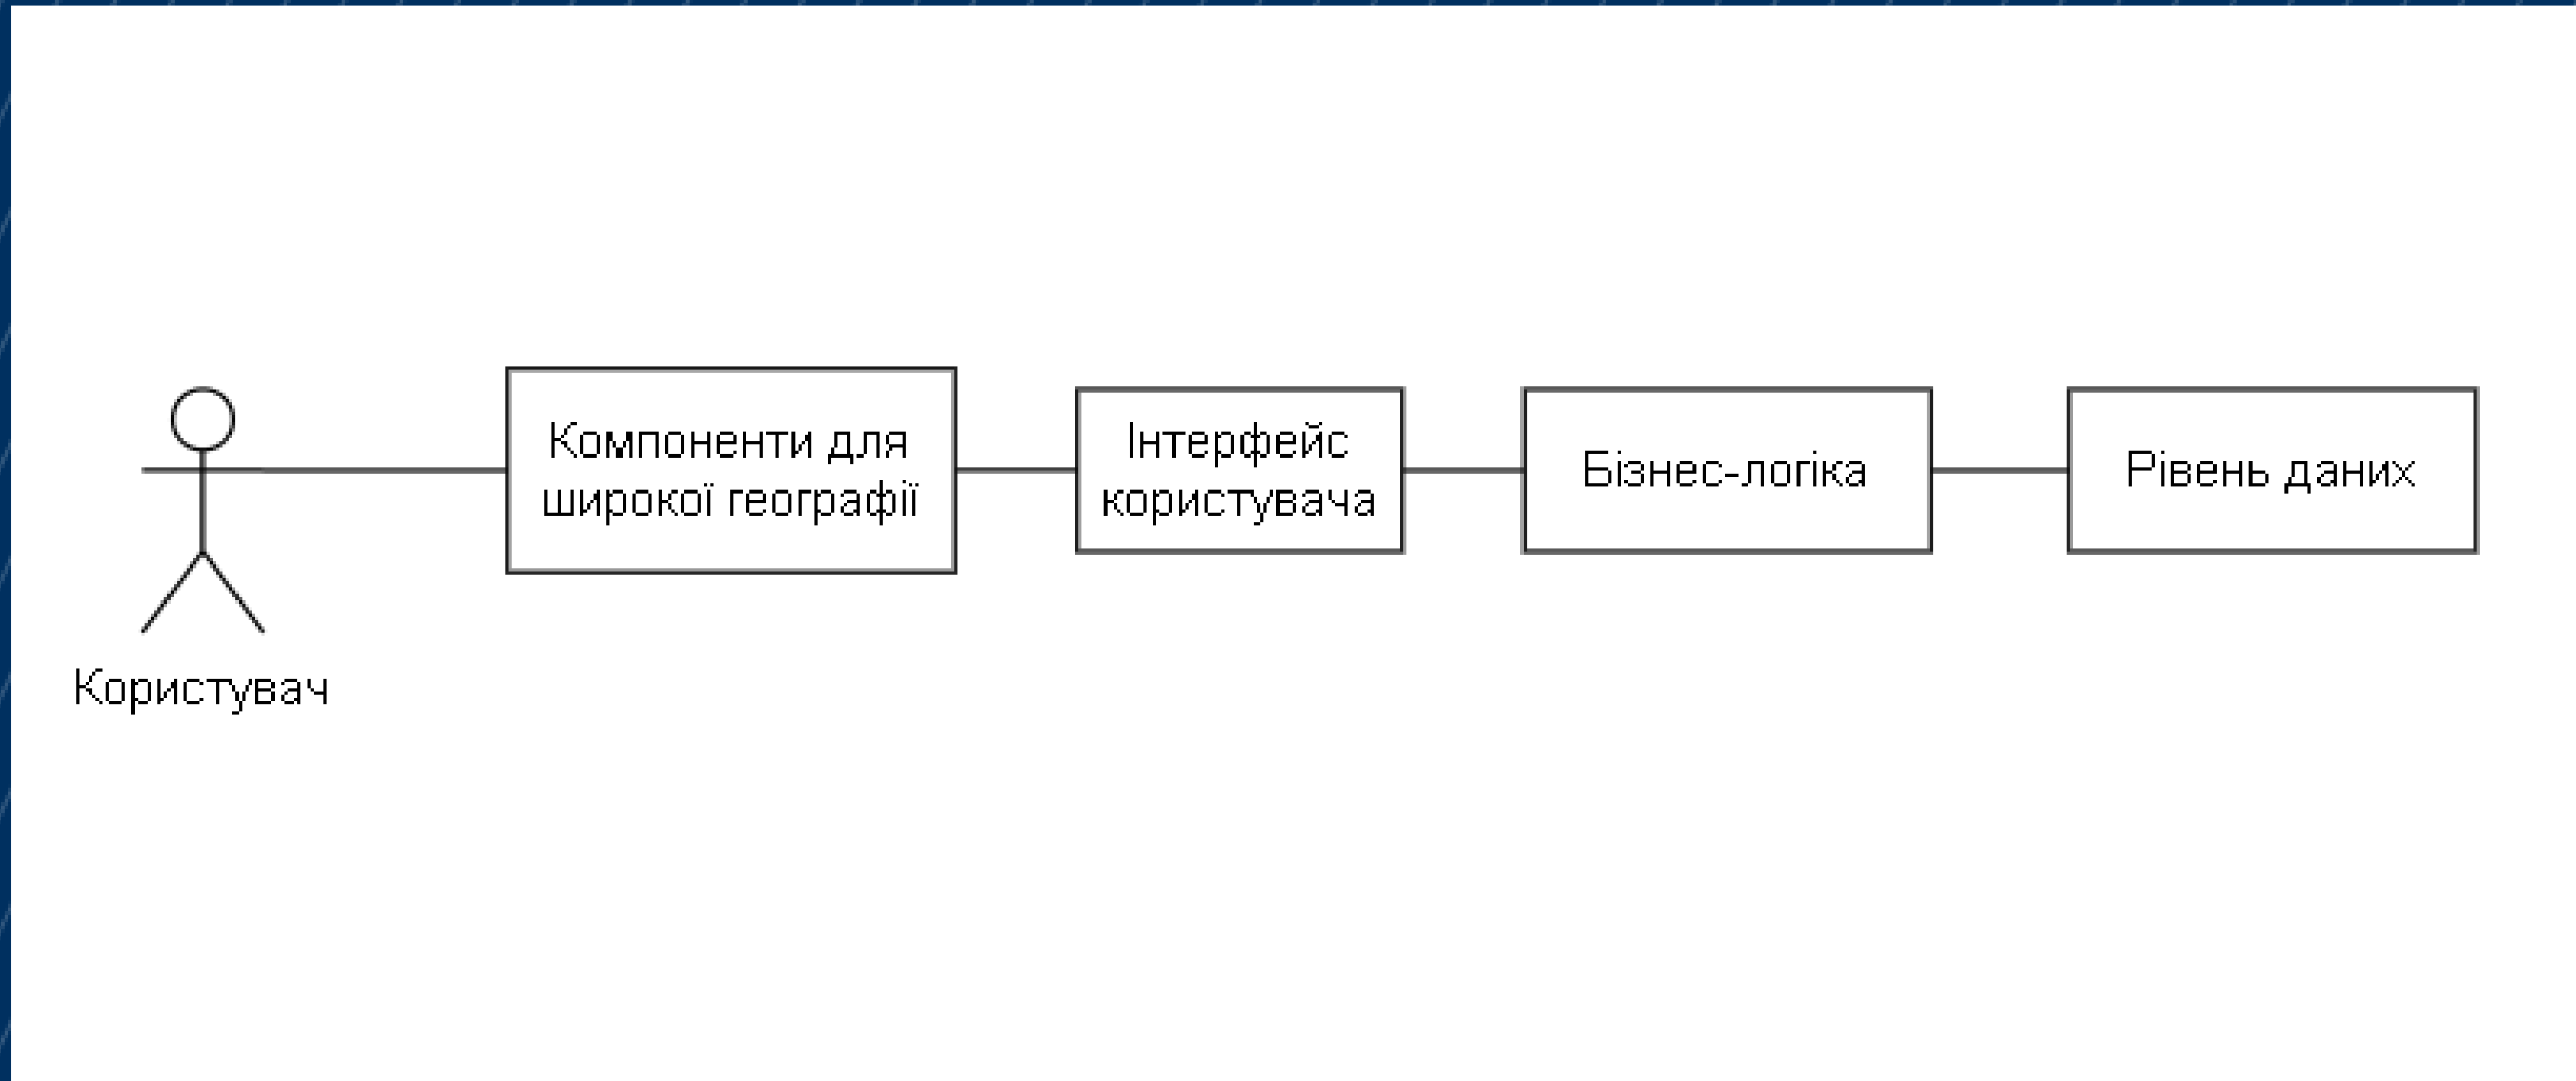 Компоненти для
широкої географії
Інтерфейс
користувача
Бізнес-логіка
Рівень даних
Користувач